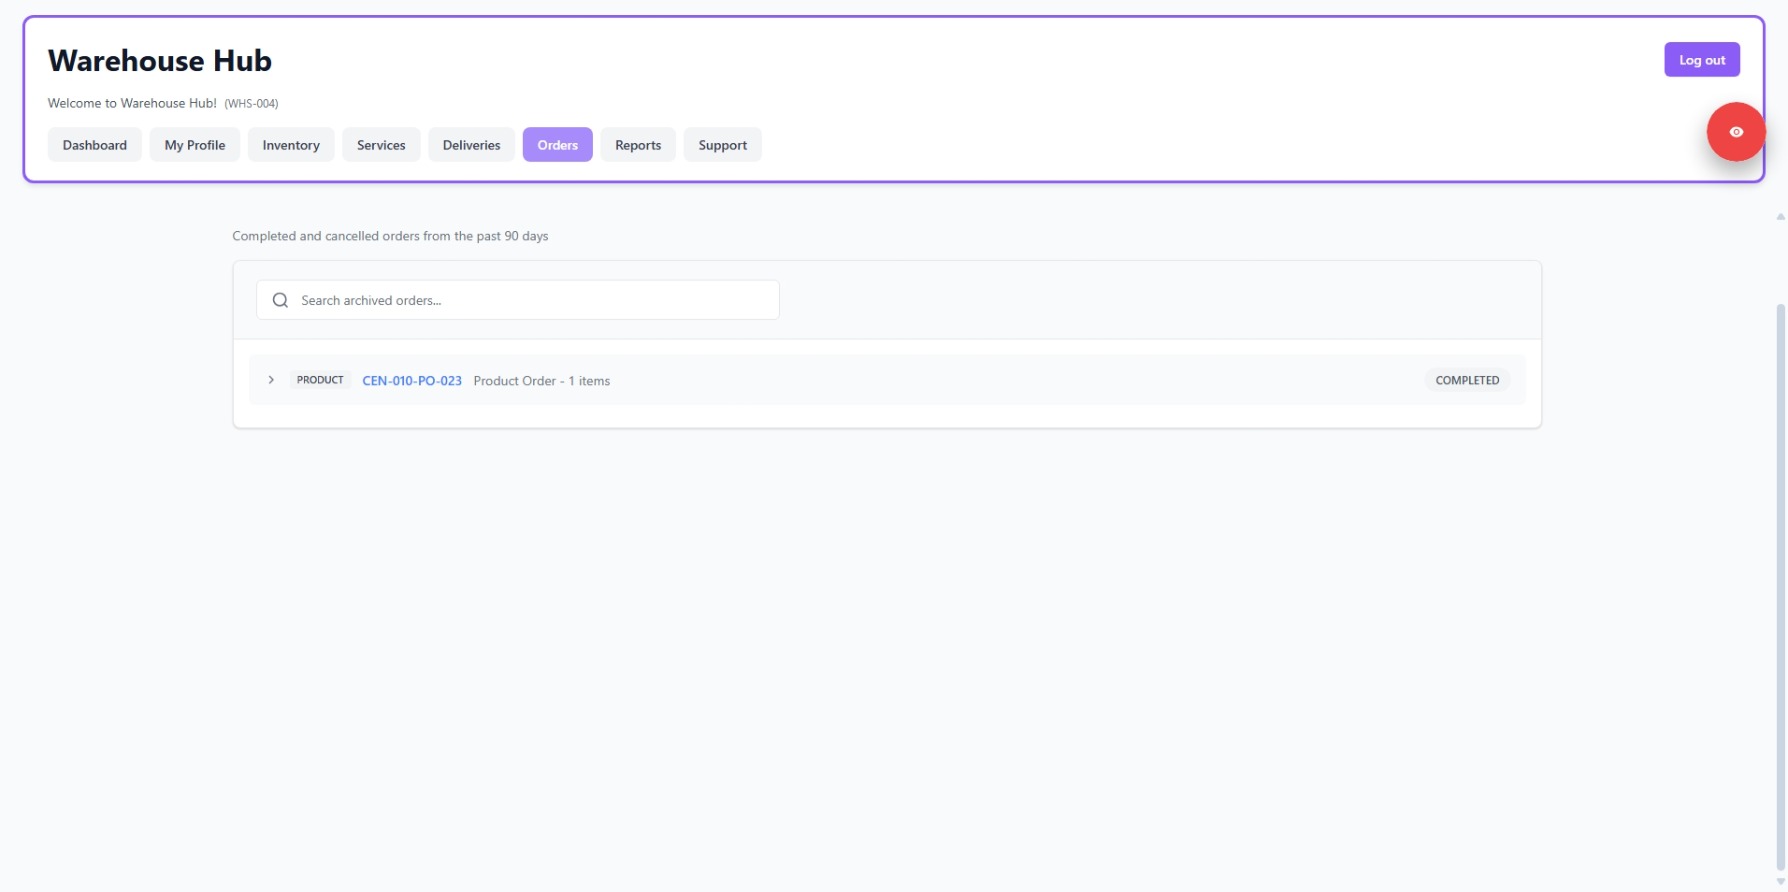 Warehouse Hub
Log out
Welcome to Warehouse Hub! (WHS-004)
Dashboard My Profile Inventory Services Deliveries Orders Reports Support
Completed and cancelled orders from the past 90 days
Search archived orders...
PRODUCT CEN-010-PO-023 Product Order - 1 items COMPLETED